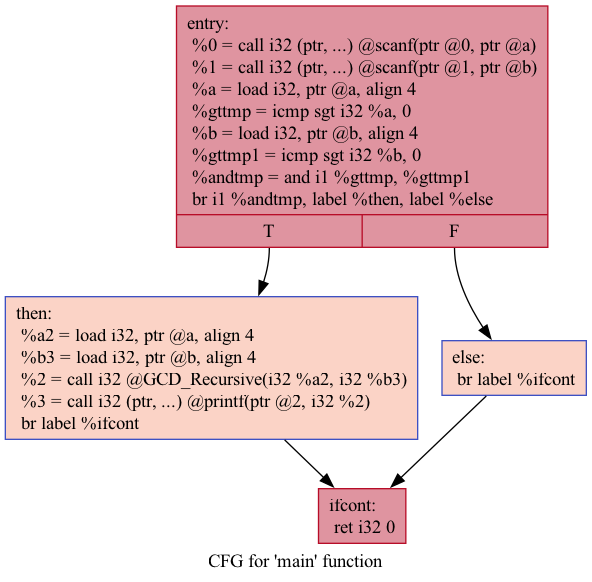 entry:
%0 = call i32 (ptr, ...) @scanf(ptr @0, ptr @a)
%1 = call i32 (ptr, ...) @scanf(ptr @1, ptr @b)
%a = load i32, ptr @a, align 4
%gttmp = icmp sgt i32 %a, 0
%b = load i32, ptr @b, align 4
%gttmp1 = icmp sgt i32 %b, 0
%andtmp = and i1 %gttmp, %gttmp1
br i1 %andtmp, label %then, label %else
T
F
then:
%a2 = load i32, ptr @a, align 4
%b3 = load i32, ptr @b, align 4
%2 = call i32 @GCD_Recursive(i32 %a2, i32 %b3)
%3 = call i32 (ptr, ...) @printf(ptr @2, i32 %2)
br label %ifcont
else:
br label %ifcont
ifcont:
ret i32 0
CFG for 'main' function